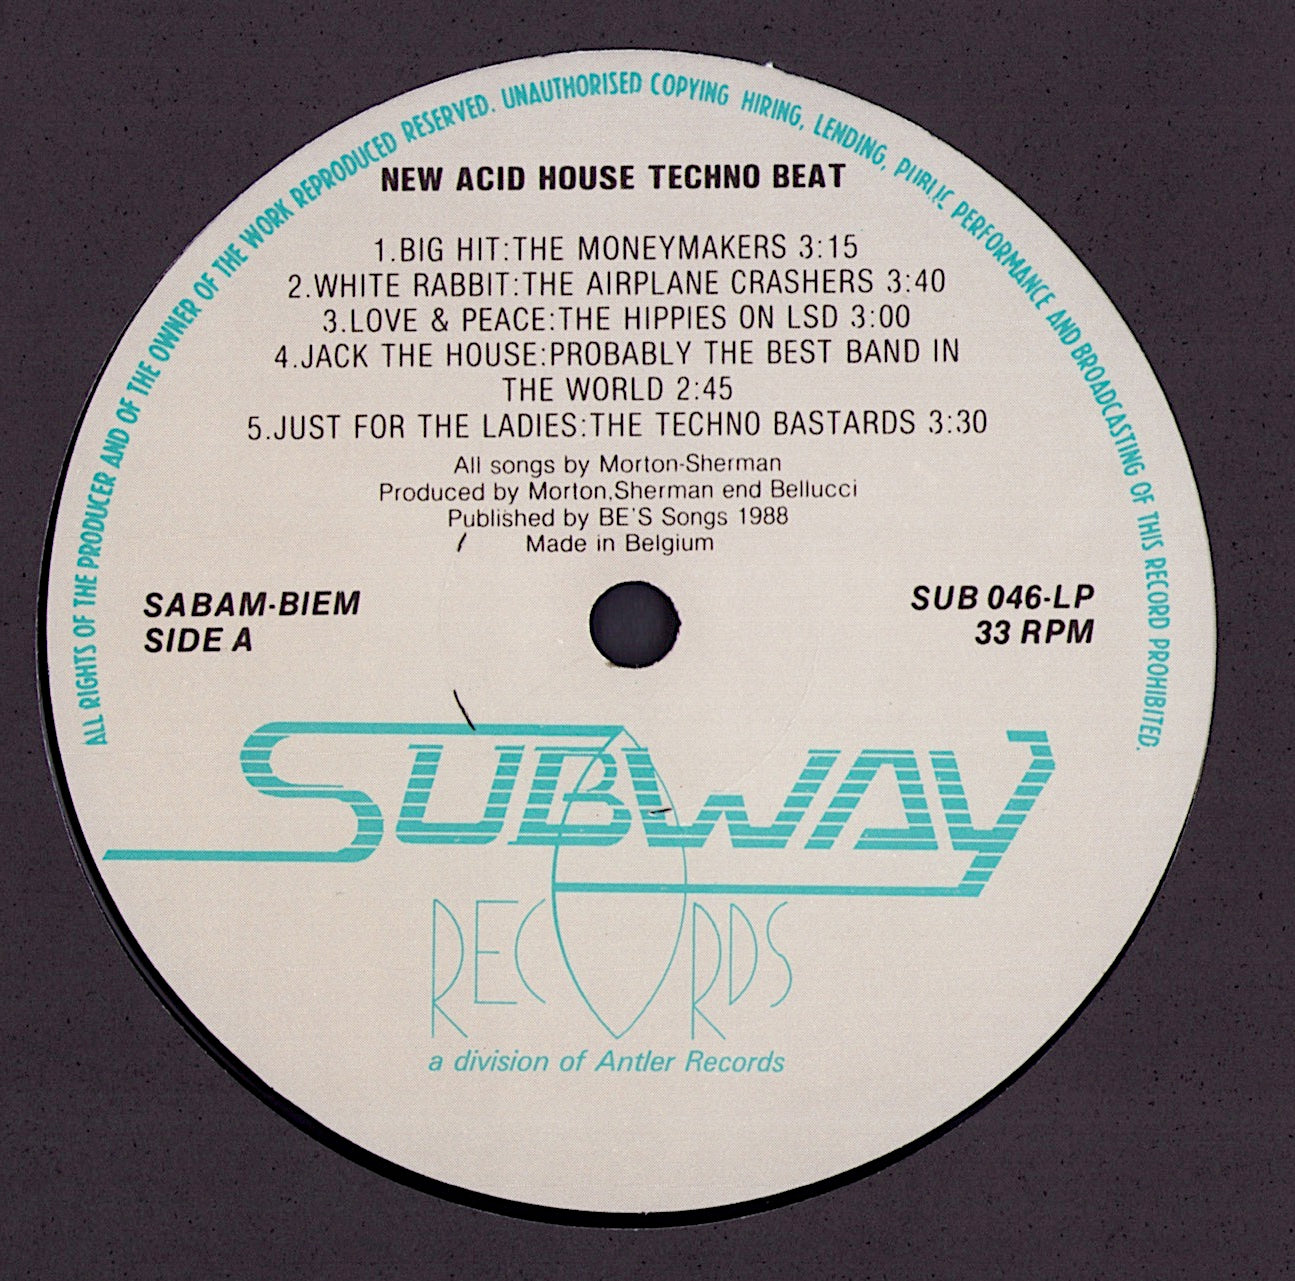 ALL RIGHTS OF THE PRODUCER AND OF THE OWNER OF THE WORK REPRODUCED RESERVED. UNAUTHORISED COPYING HIRING, LENDING, PUBLIC PERFORMANCE AND BROADCASTING OF THIS RECORD PROHIBITED.
NEW ACID HOUSE TECHNO BEAT
1.BIG HIT:THE MONEYMAKERS 3:15
2.WHITE RABBIT:THE AIRPLANE CRASHERS 3:40
3.LOVE & PEACE:THE HIPPIES ON LSD 3:00
4.JACK THE HOUSE:PROBABLY THE BEST BAND IN
THE WORLD 2:45
5.JUST FOR THE LADIES:THE TECHNO BASTARDS 3:30
All songs by Morton-Sherman
Produced by Morton,Sherman end Bellucci
Published by BE'S Songs 1988
Made in Belgium
SABAM-BIEM
SIDE A
SUB 046-LP
33 RPM
SUBWAY
RECORDS
a division of Antler Records